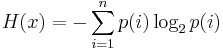 H(x) = -\sum_{i=1}^{n} p(i) \log_2 p(i)